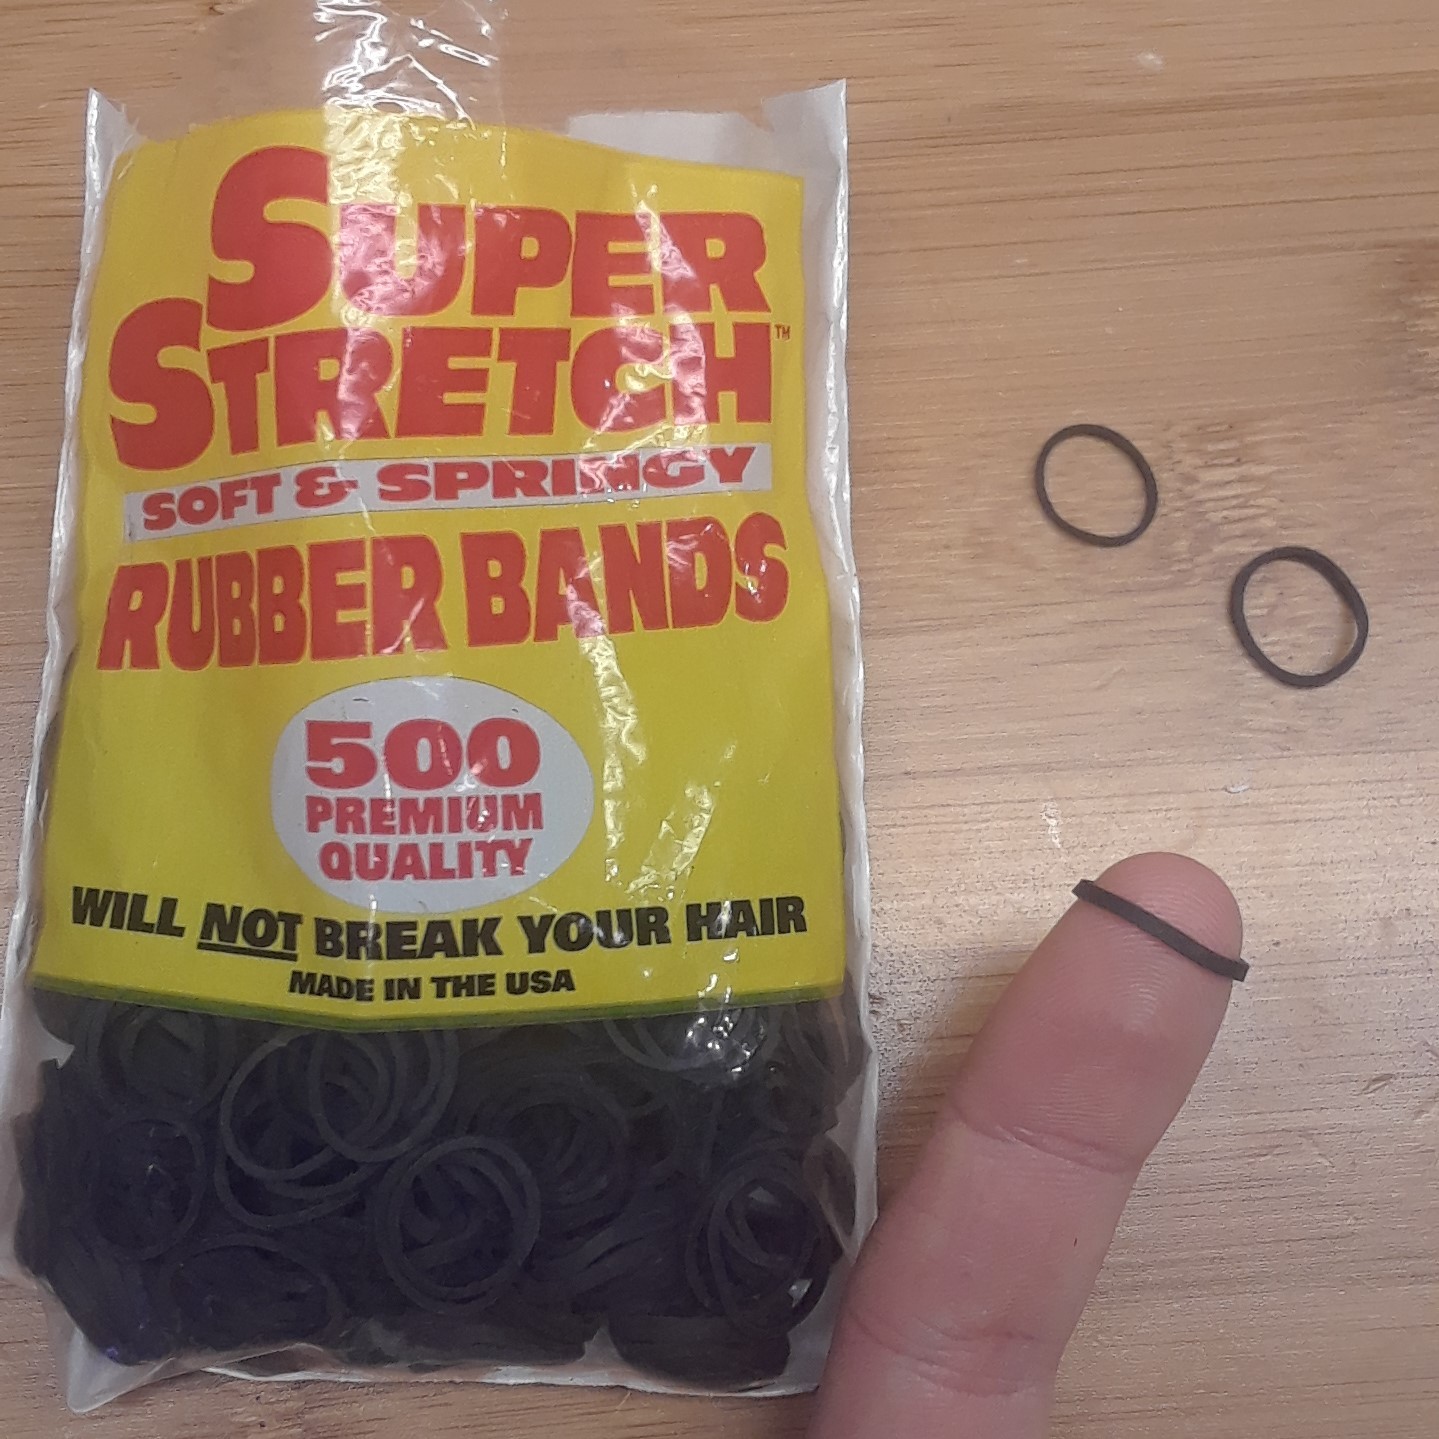 SUPER
STRETCH™
SOFT & SPRINGY
RUBBER BANDS
500
PREMIUM
QUALITY
WILL NOT BREAK YOUR HAIR
MADE IN THE USA